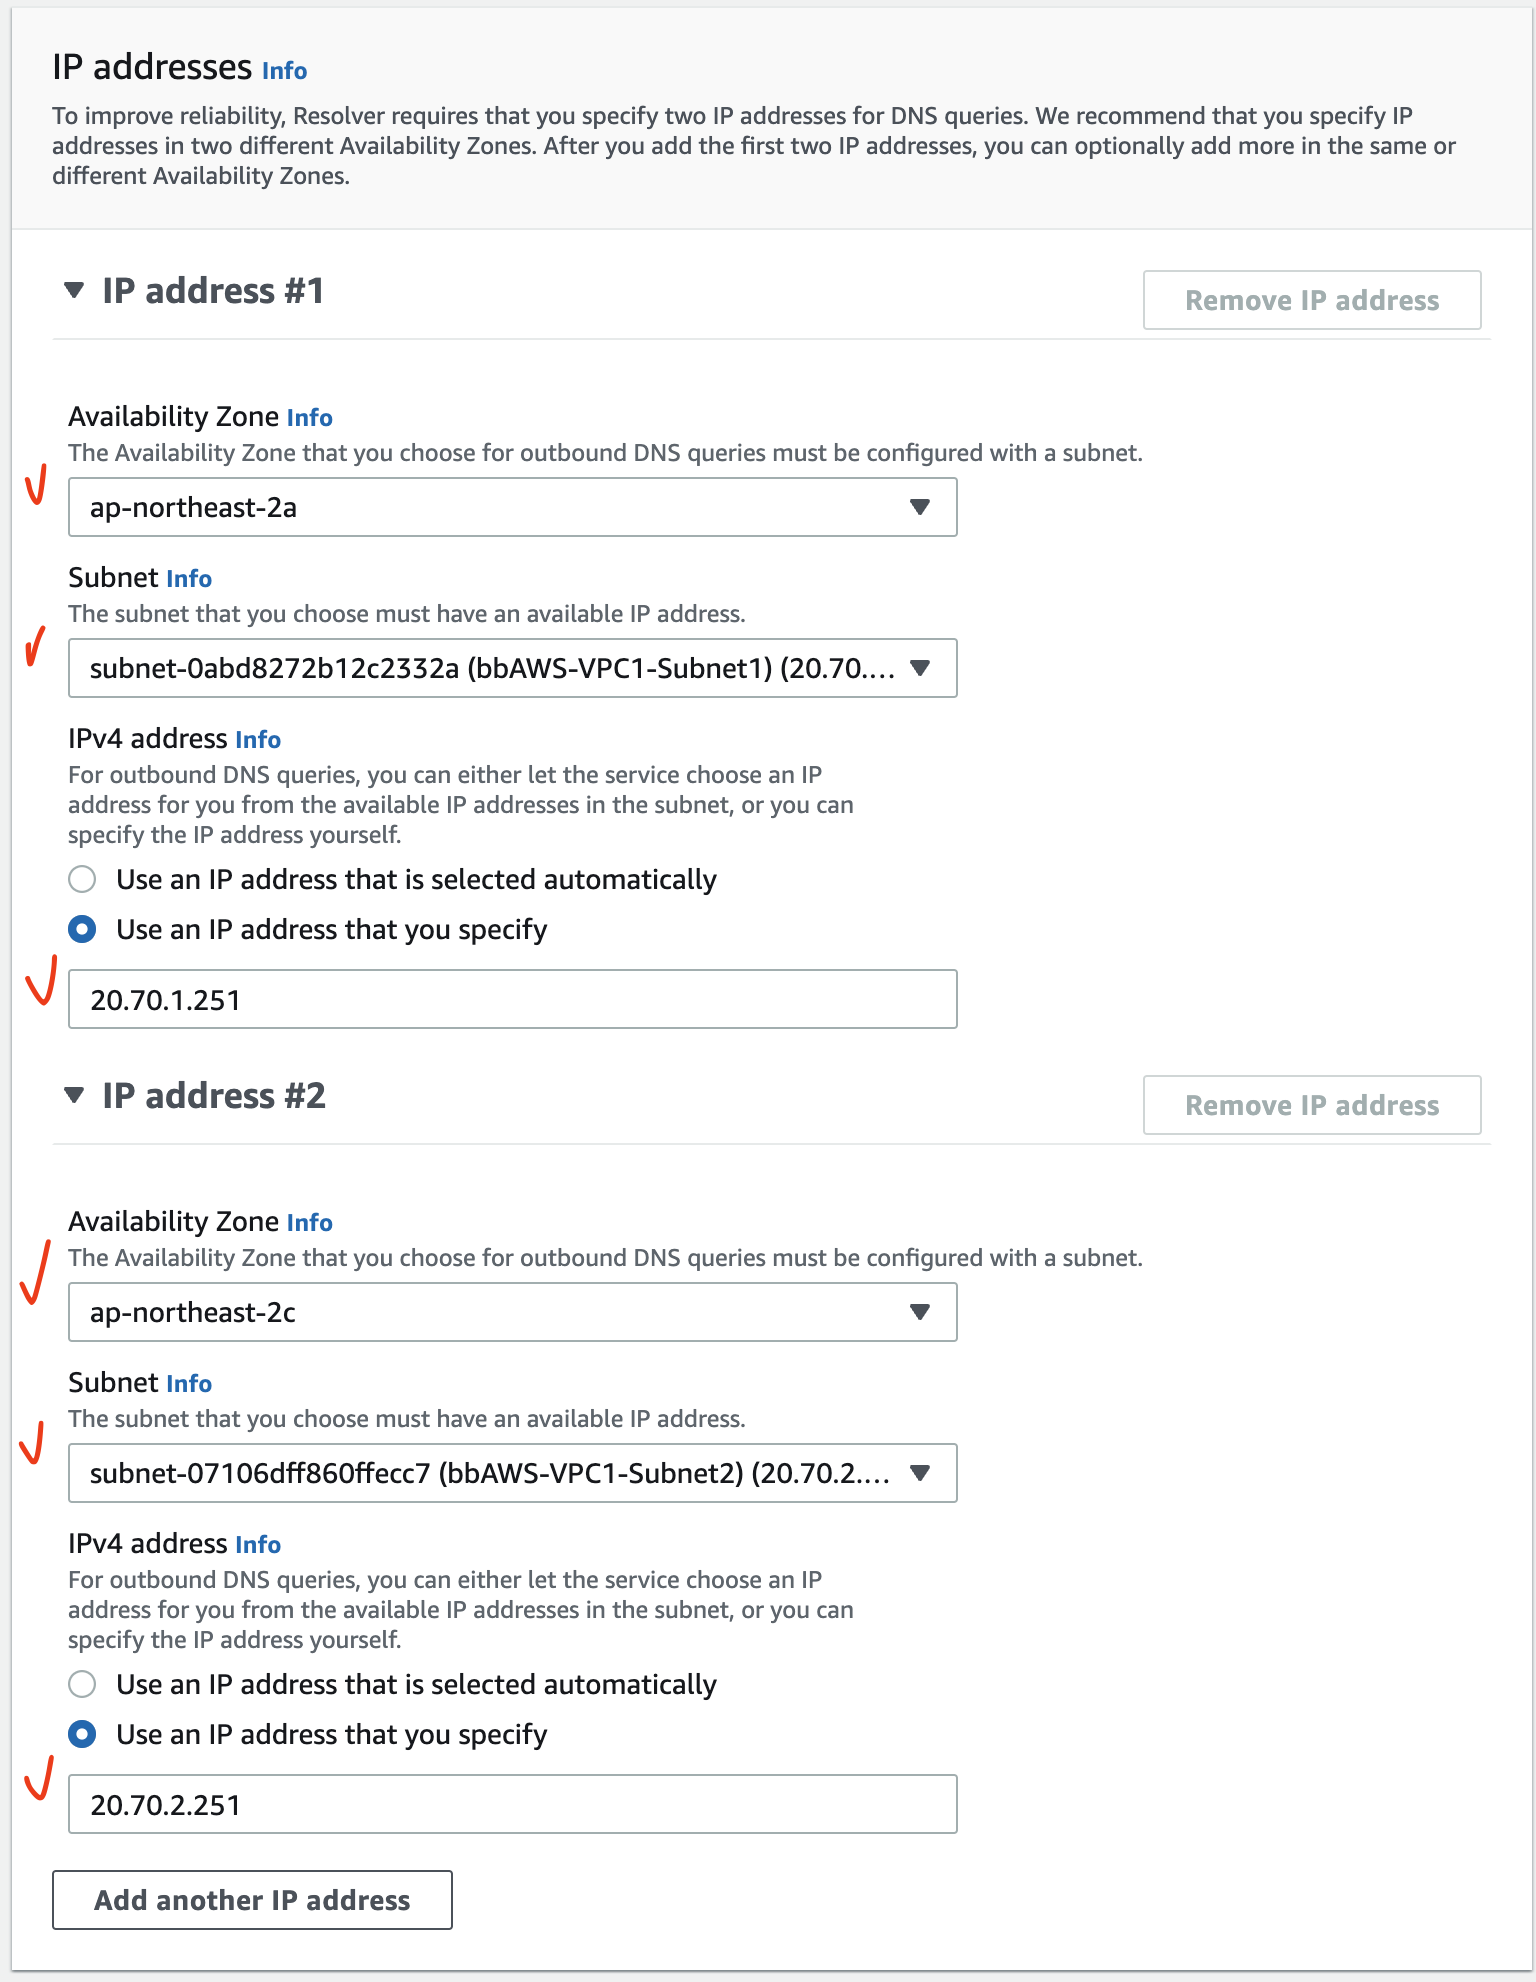 IP addresses Info
To improve reliability, Resolver requires that you specify two IP addresses for DNS queries. We recommend that you specify IP
addresses in two different Availability Zones. After you add the first two IP addresses, you can optionally add more in the same or
different Availability Zones.
IP address #1
Remove IP address
Availability Zone Info
The Availability Zone that you choose for outbound DNS queries must be configured with a subnet.
ap-northeast-2a
Subnet Info
The subnet that you choose must have an available IP address.
subnet-0abd8272b12c2332a (bbAWS-VPC1-Subnet1) (20.70....
IPv4 address Info
For outbound DNS queries, you can either let the service choose an IP
address for you from the available IP addresses in the subnet, or you can
specify the IP address yourself.
Use an IP address that is selected automatically
Use an IP address that you specify
20.70.1.251
IP address #2
Remove IP address
Availability Zone Info
The Availability Zone that you choose for outbound DNS queries must be configured with a subnet.
ap-northeast-2c
Subnet Info
The subnet that you choose must have an available IP address.
subnet-07106dff860ffecc7 (bbAWS-VPC1-Subnet2) (20.70.2....
IPv4 address Info
For outbound DNS queries, you can either let the service choose an IP
address for you from the available IP addresses in the subnet, or you can
specify the IP address yourself.
Use an IP address that is selected automatically
Use an IP address that you specify
20.70.2.251
Add another IP address